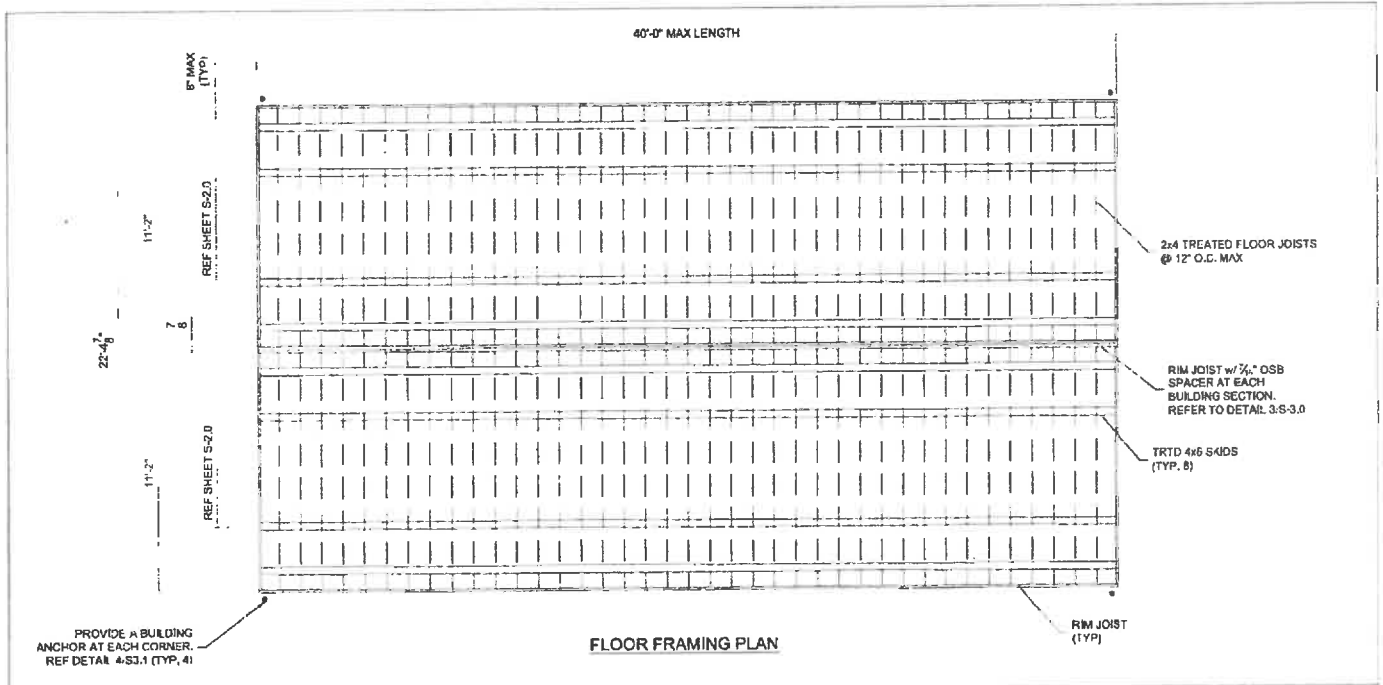 40'-0" MAX LENGTH
8" MAX
(TYP)
11'-2"
REF SHEET S-2.0
2x4 TREATED FLOOR JOISTS
@ 12" O.C. MAX
7
8
22'-4 7/8"
RIM JOIST w/ 7/16" OSB
SPACER AT EACH
BUILDING SECTION.
REFER TO DETAIL 3:S-3.0
TRTD 4x6 SKIDS
(TYP, 8)
11'-2"
REF SHEET S-2.0
PROVIDE A BUILDING
ANCHOR AT EACH CORNER.
REF DETAIL 4/S3.1 (TYP, 4)
FLOOR FRAMING PLAN
RIM JOIST
(TYP)